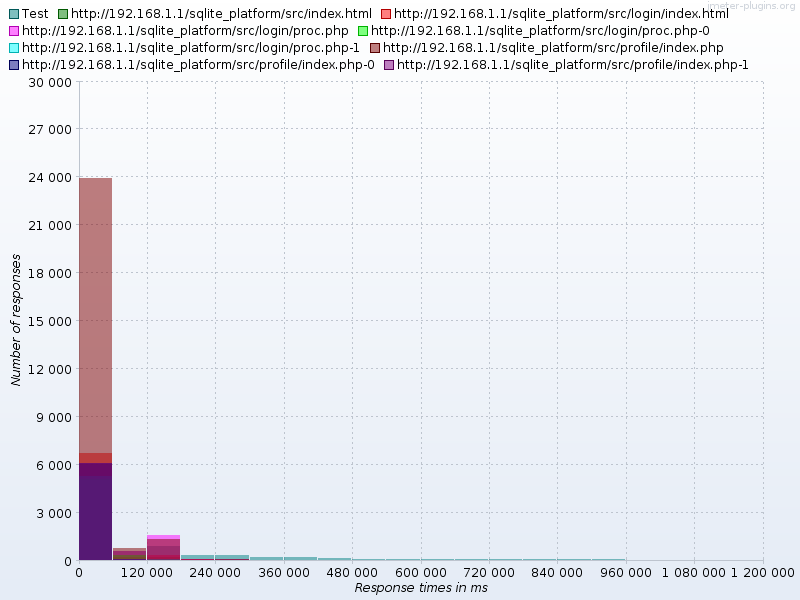 jmeter-plugins.org
Test http://192.168.1.1/sqlite_platform/src/index.html http://192.168.1.1/sqlite_platform/src/login/index.html
http://192.168.1.1/sqlite_platform/src/login/proc.php http://192.168.1.1/sqlite_platform/src/login/proc.php-0
http://192.168.1.1/sqlite_platform/src/login/proc.php-1 http://192.168.1.1/sqlite_platform/src/profile/index.php
http://192.168.1.1/sqlite_platform/src/profile/index.php-0 http://192.168.1.1/sqlite_platform/src/profile/index.php-1
30 000
27 000
24 000
21 000
18 000
15 000
12 000
9 000
6 000
3 000
0
Number of responses
0 120 000 240 000 360 000 480 000 600 000 720 000 840 000 960 000 1 080 000 1 200 000
Response times in ms